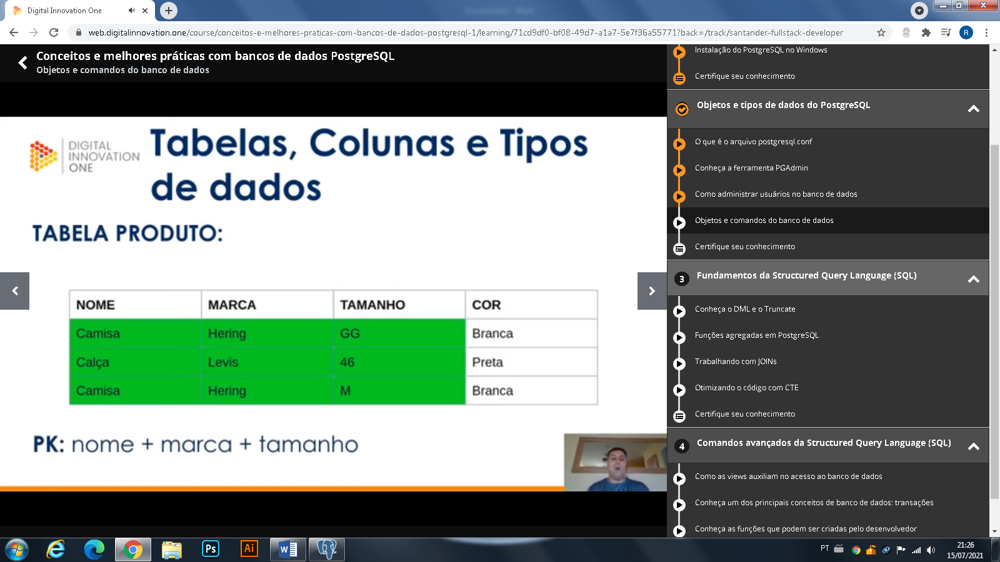 Digital Innovation One
web.digitalinnovation.one/course/conceitos-e-melhores-praticas-com-bancos-de-dados-postgresql-1/learning/71cd9df0-bf08-49d7-a1a7-5e7f36a55771?back=/track/santander-fullstack-developer
R
Conceitos e melhores práticas com bancos de dados PostgreSQL
Objetos e comandos do banco de dados
DIGITAL
INNOVATION
ONE
Tabelas, Colunas e Tipos
de dados
TABELA PRODUTO:
NOME MARCA TAMANHO COR
Camisa Hering GG Branca
Calça Levis 46 Preta
Camisa Hering M Branca
PK: nome + marca + tamanho
Instalação do PostgreSQL no Windows
Certifique seu conhecimento
Objetos e tipos de dados do PostgreSQL
O que é o arquivo postgresql.conf
Conheça a ferramenta PGAdmin
Como administrar usuários no banco de dados
Objetos e comandos do banco de dados
Certifique seu conhecimento
3 Fundamentos da Structured Query Language (SQL)
Conheça o DML e o Truncate
Funções agregadas em PostgreSQL
Trabalhando com JOINs
Otimizando o código com CTE
Certifique seu conhecimento
4 Comandos avançados da Structured Query Language (SQL)
Como as views auxiliam no acesso ao banco de dados
Conheça um dos principais conceitos de banco de dados: transações
Conheça as funções que podem ser criadas pelo desenvolvedor
Ps
Ai
W
PT
21:26
15/07/2021